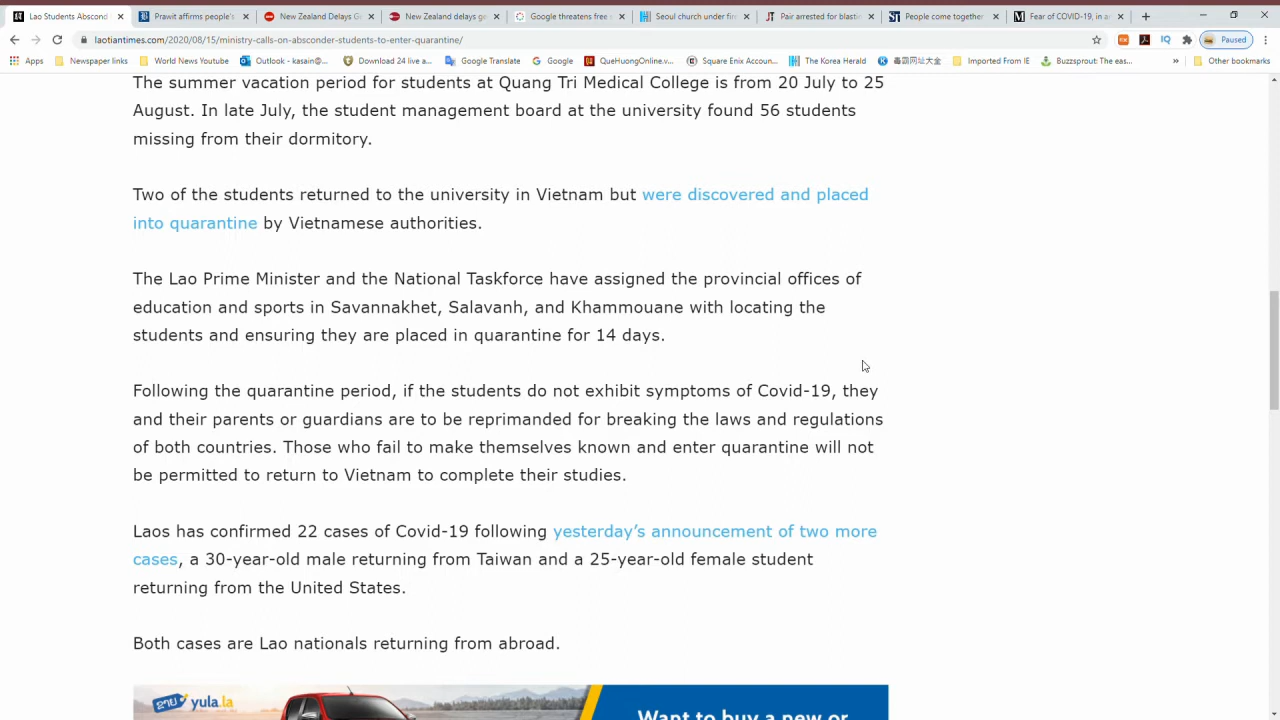 Lao Students Abscond
Prawit affirms people's
New Zealand Delays G
New Zealand delays g
Google threatens free s
Seoul church under fir
Pair arrested for blastin
People come together
Fear of COVID-19, in a
laotiantimes.com/2020/08/15/ministry-calls-on-absconder-students-to-enter-quarantine/
Paused
Apps
Newspaper links
World News Youtube
Outlook - kasain@...
Download 24 live a...
Google Translate
Google
QueHuongOnline.v...
Square Enix Accoun...
The Korea Herald
Imported From IE
Buzzsprout: The eas...
Other bookmarks
The summer vacation period for students at Quang Tri Medical College is from 20 July to 25
August. In late July, the student management board at the university found 56 students
missing from their dormitory.
Two of the students returned to the university in Vietnam but were discovered and placed
into quarantine by Vietnamese authorities.
The Lao Prime Minister and the National Taskforce have assigned the provincial offices of
education and sports in Savannakhet, Salavanh, and Khammouane with locating the
students and ensuring they are placed in quarantine for 14 days.
Following the quarantine period, if the students do not exhibit symptoms of Covid-19, they
and their parents or guardians are to be reprimanded for breaking the laws and regulations
of both countries. Those who fail to make themselves known and enter quarantine will not
be permitted to return to Vietnam to complete their studies.
Laos has confirmed 22 cases of Covid-19 following yesterday's announcement of two more
cases, a 30-year-old male returning from Taiwan and a 25-year-old female student
returning from the United States.
Both cases are Lao nationals returning from abroad.
yula.la
Want to buy a new or